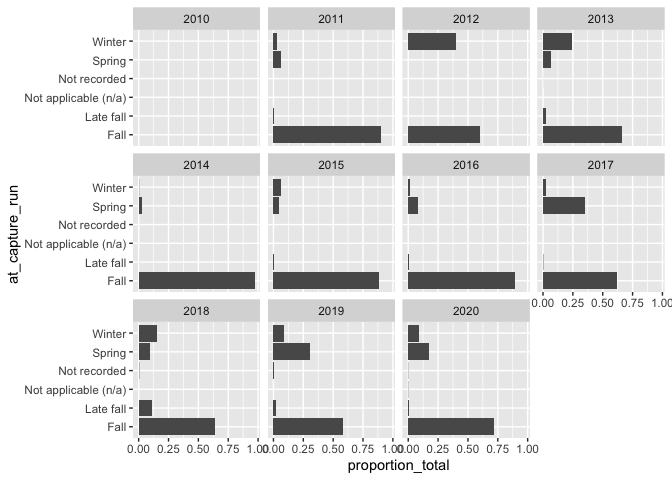 2010 2011 2012 2013
Winter
Spring
Not recorded
Not applicable (n/a)
Late fall
Fall
2014 2015 2016 2017
Winter
Spring
Not recorded
Not applicable (n/a)
Late fall
Fall
0.00 0.25 0.50 0.75 1.00
2018 2019 2020
Winter
Spring
Not recorded
Not applicable (n/a)
Late fall
Fall
0.00 0.25 0.50 0.75 1.00 0.00 0.25 0.50 0.75 1.00 0.00 0.25 0.50 0.75 1.00
proportion_total
at_capture_run